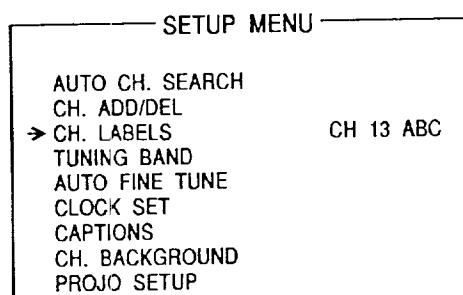 SETUP MENU
AUTO CH. SEARCH
CH. ADD/DEL
→ CH. LABELS CH 13 ABC
TUNING BAND
AUTO FINE TUNE
CLOCK SET
CAPTIONS
CH. BACKGROUND
PROJO SETUP